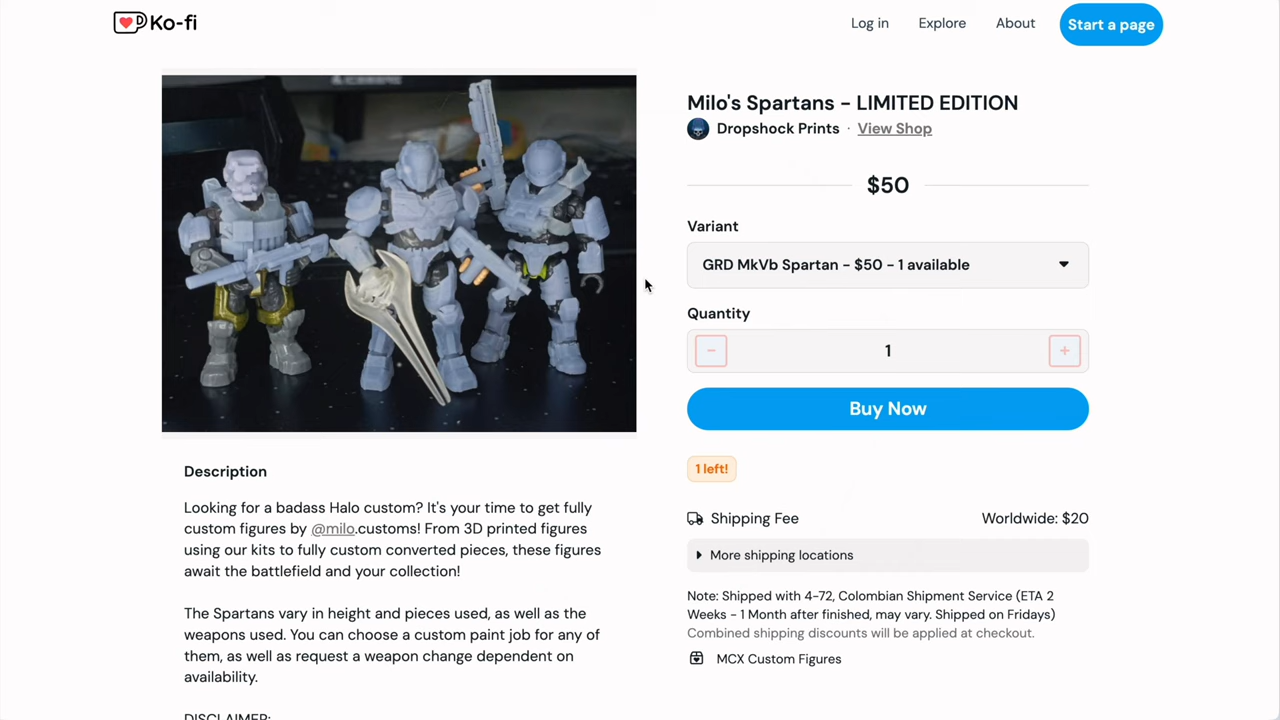 Ko-fi
Log in
Explore
About
Start a page
Milo's Spartans - LIMITED EDITION
Dropshock Prints · View Shop
$50
Variant
GRD MkVb Spartan - $50 - 1 available
Quantity
− 1 +
Buy Now
1 left!
Shipping Fee
Worldwide: $20
More shipping locations
Note: Shipped with 4-72, Colombian Shipment Service (ETA 2
Weeks - 1 Month after finished, may vary. Shipped on Fridays)
Combined shipping discounts will be applied at checkout.
MCX Custom Figures
Description
Looking for a badass Halo custom? It's your time to get fully
custom figures by @milo.customs! From 3D printed figures
using our kits to fully custom converted pieces, these figures
await the battlefield and your collection!
The Spartans vary in height and pieces used, as well as the
weapons used. You can choose a custom paint job for any of
them, as well as request a weapon change dependent on
availability.
DISCLAIMER: